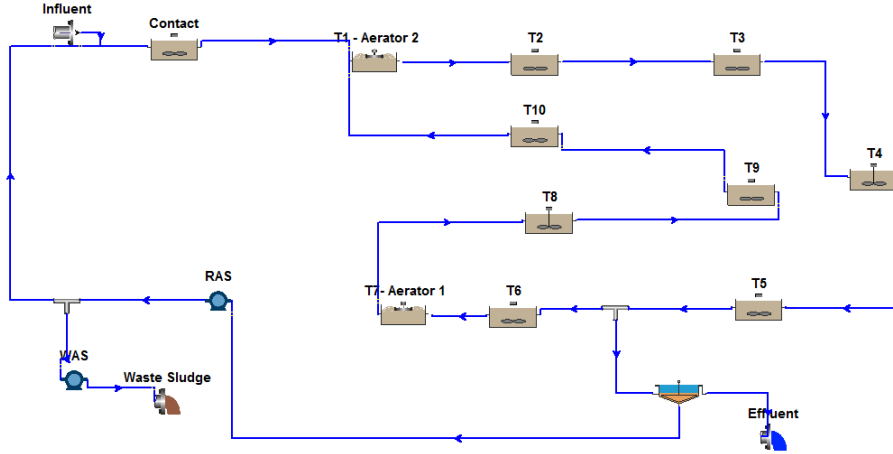 Influent
Contact
T1 - Aerator 2
T2
T3
T10
T4
T9
T8
RAS
T7- Aerator 1
T6
T5
WAS
Waste Sludge
Effluent